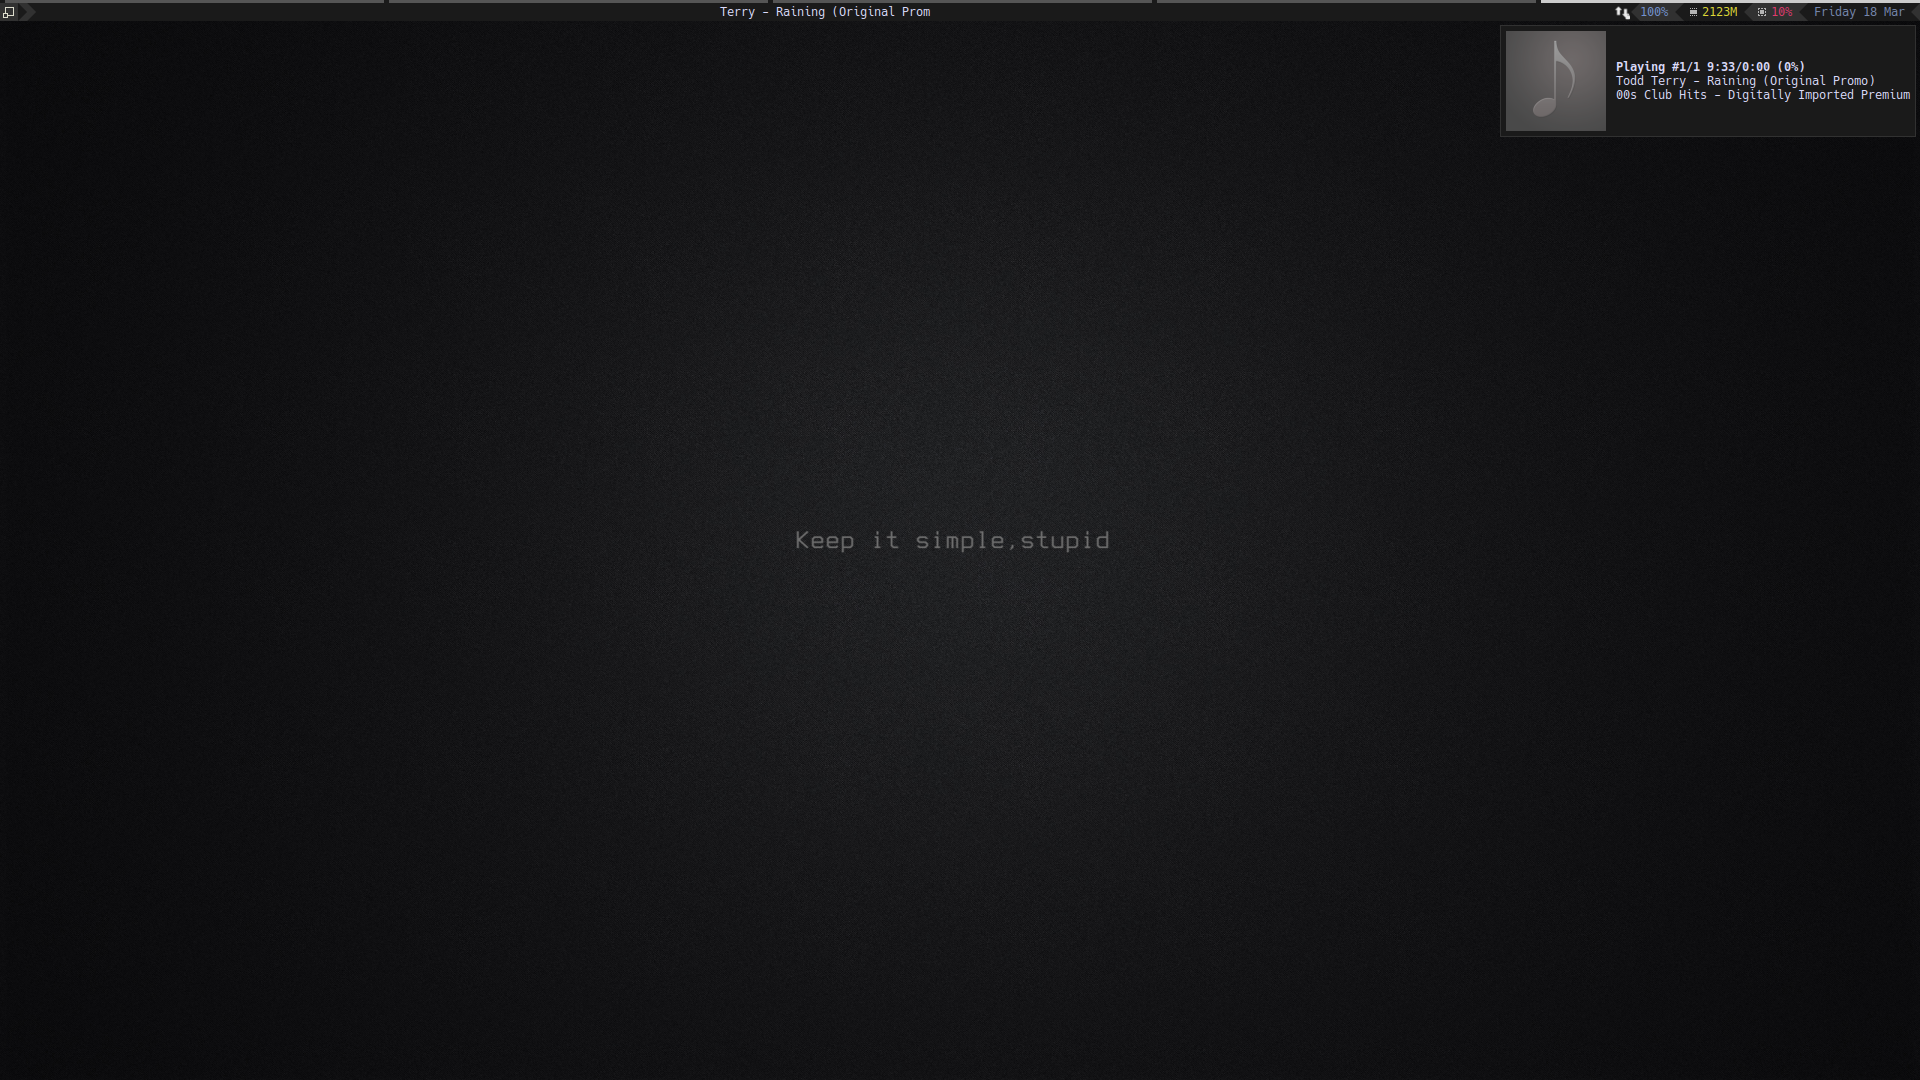 Terry - Raining (Original Prom
100% 2123M 10% Friday 18 Mar
Playing #1/1 9:33/0:00 (0%)
Todd Terry - Raining (Original Promo)
00s Club Hits - Digitally Imported Premium
Keep it simple,stupid